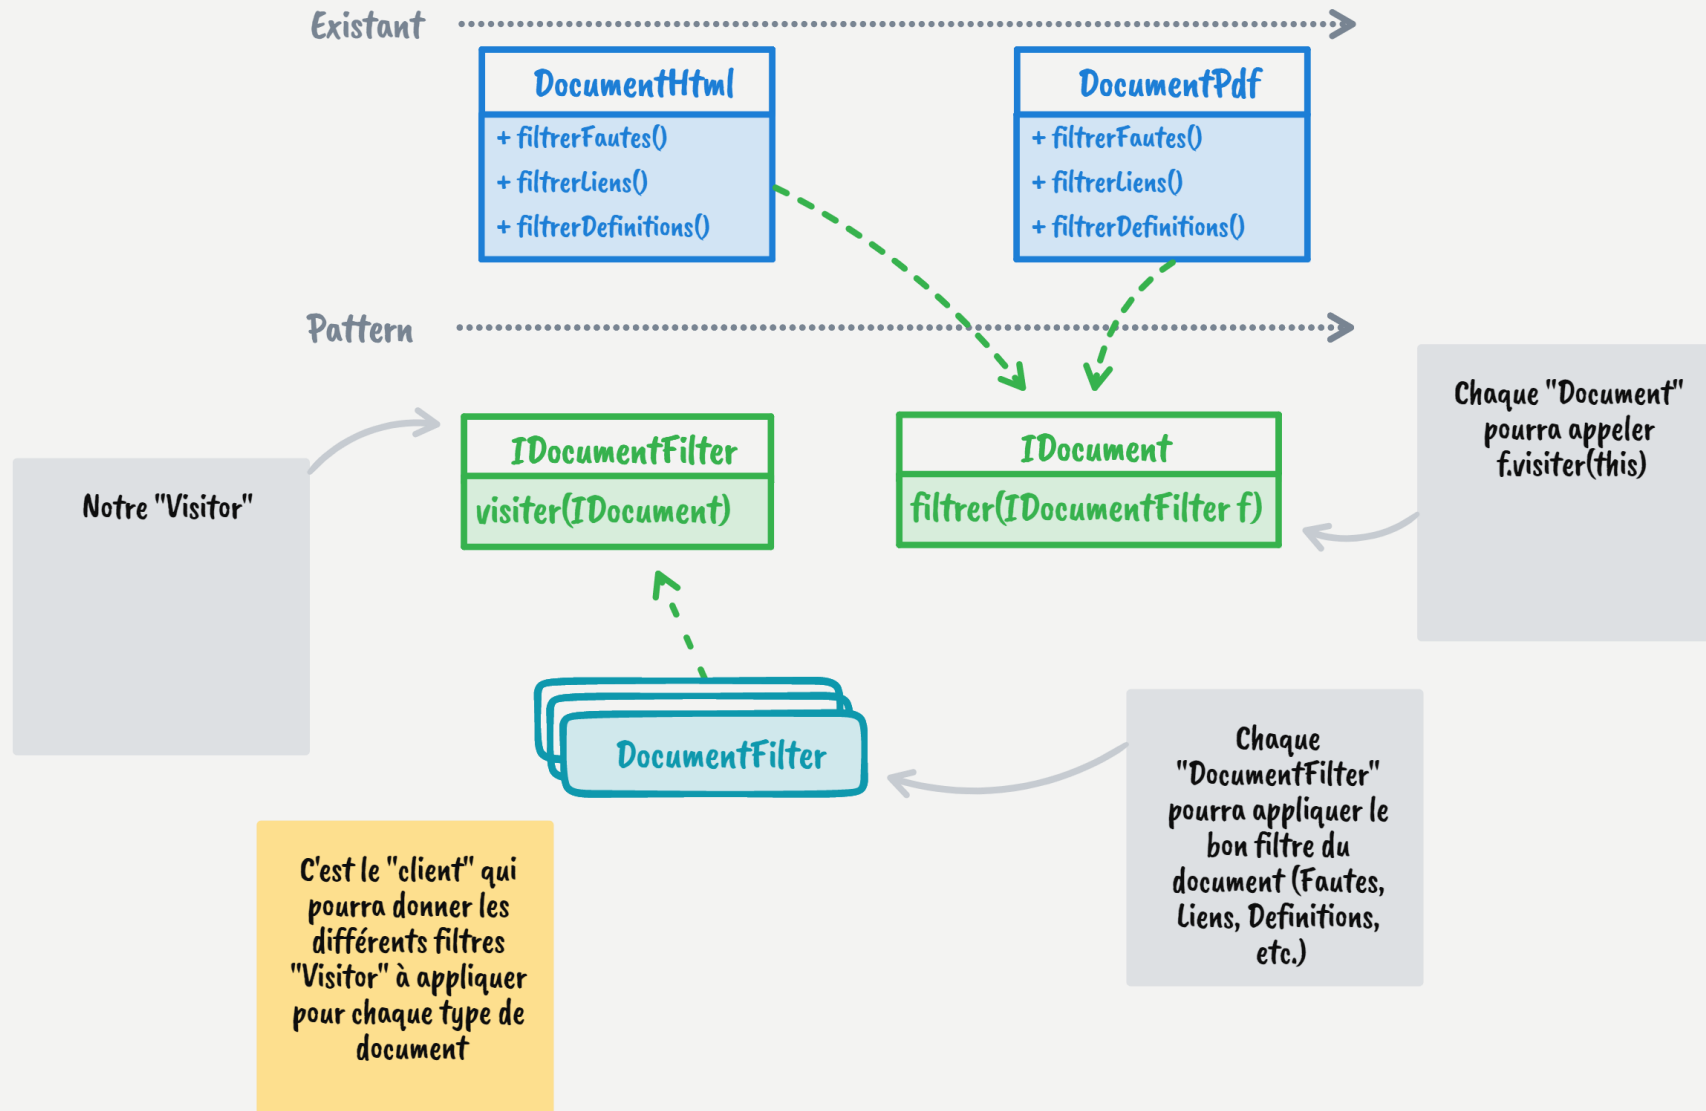 Existant
DocumentHtml
+ filtrerFautes()
+ filtrerLiens()
+ filtrerDefinitions()
DocumentPdf
+ filtrerFautes()
+ filtrerLiens()
+ filtrerDefinitions()
Pattern
Notre "Visitor"
IDocumentFilter
visiter(IDocument)
IDocument
filtrer(IDocumentFilter f)
Chaque "Document"
pourra appeler
f.visiter(this)
DocumentFilter
Chaque
"DocumentFilter"
pourra appliquer le
bon filtre du
document (Fautes,
Liens, Definitions,
etc.)
C'est le "client" qui
pourra donner les
différents filtres
"Visitor" à appliquer
pour chaque type de
document